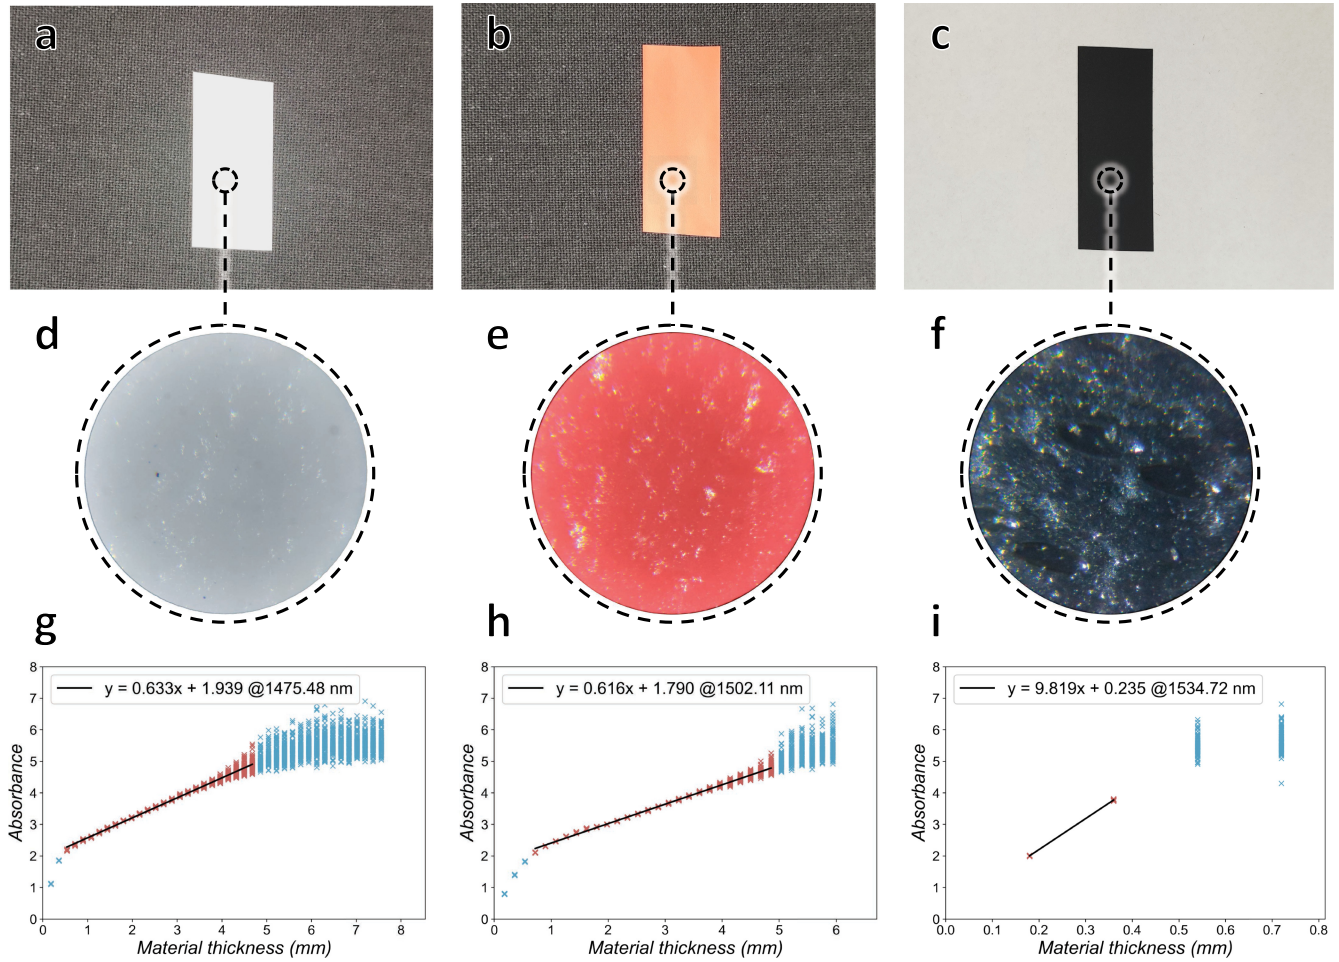 a
b
c
d
e
f
g
h
i
8
7
6
5
4
3
2
1
0
Absorbance
y = 0.633x + 1.939 @1475.48 nm
0 1 2 3 4 5 6 7 8
Material thickness (mm)
8
7
6
5
4
3
2
1
0
Absorbance
y = 0.616x + 1.790 @1502.11 nm
0 1 2 3 4 5 6
Material thickness (mm)
8
7
6
5
4
3
2
1
0
Absorbance
y = 9.819x + 0.235 @1534.72 nm
0.0 0.1 0.2 0.3 0.4 0.5 0.6 0.7 0.8
Material thickness (mm)